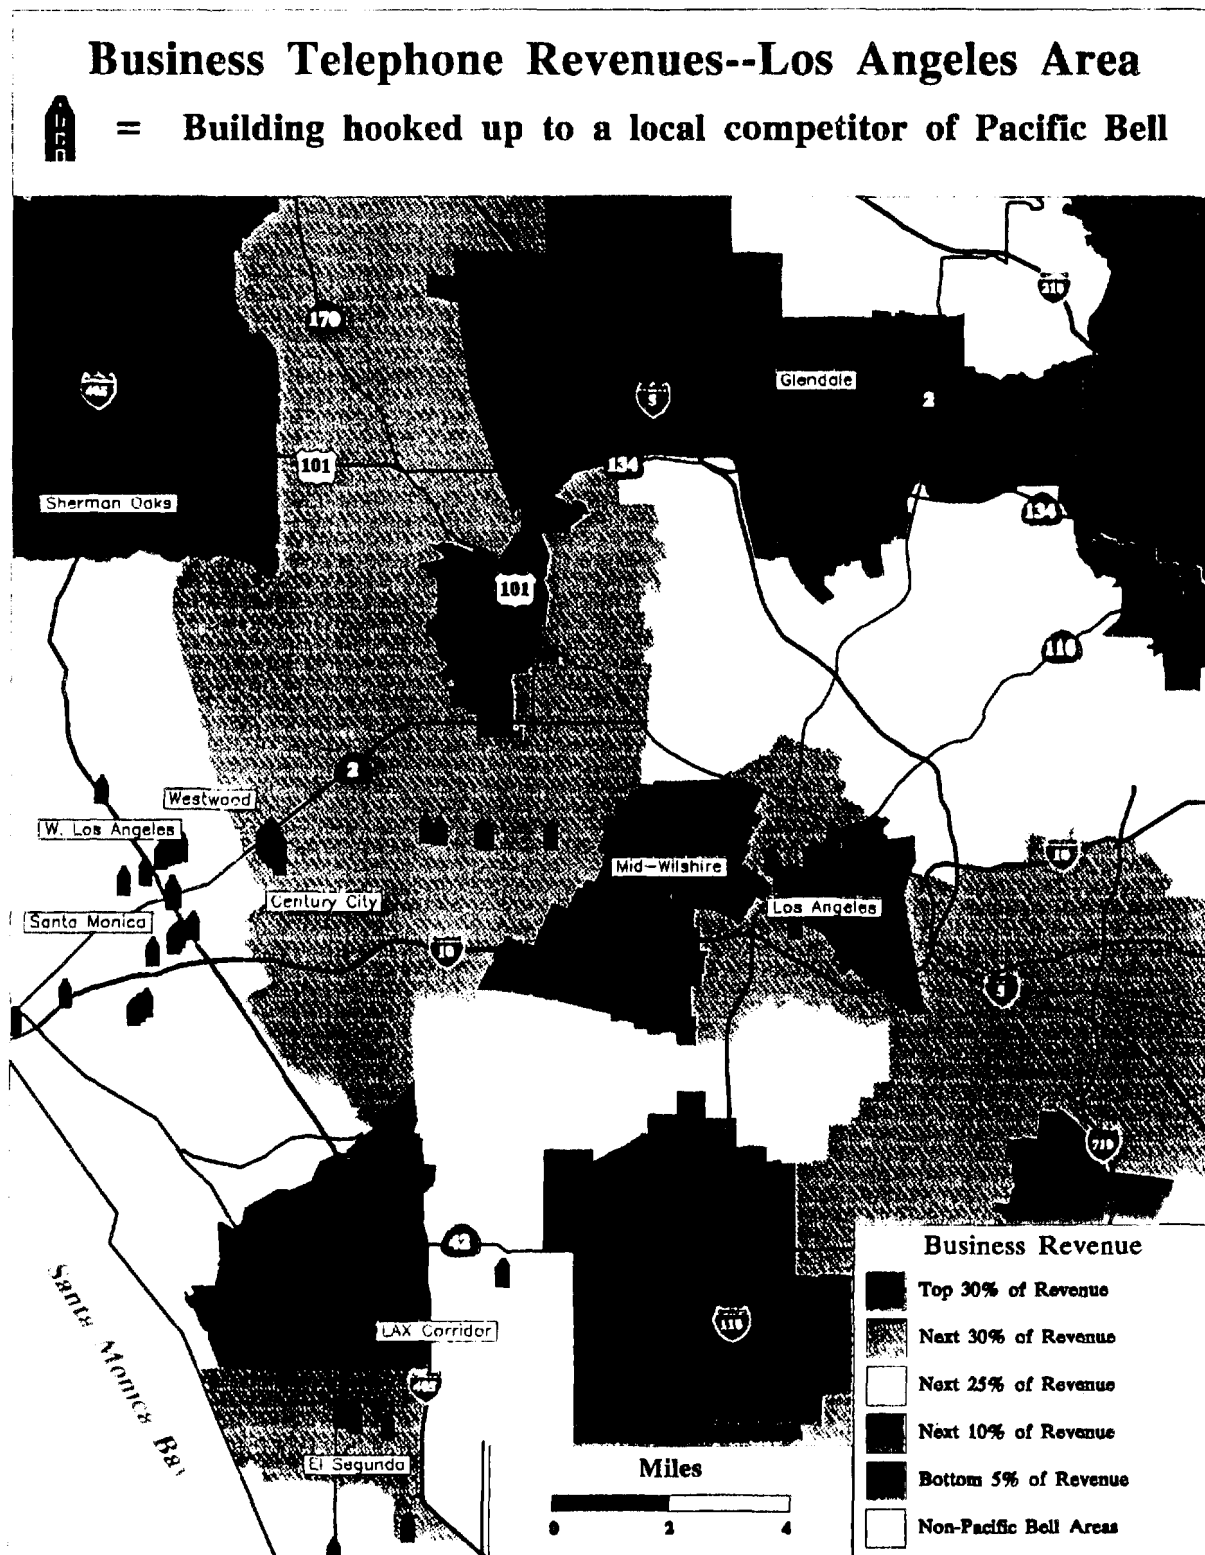 Business Telephone Revenues--Los Angeles Area
= Building hooked up to a local competitor of Pacific Bell
170
210
405
5
Glendale
2
101
134
Sherman Oaks
134
101
110
2
Westwood
W. Los Angeles
10
Mid-Wilshire
Century City
Los Angeles
Santa Monica
10
5
710
42
Business Revenue
Top 30% of Revenue
110
LAX Corridor
Next 30% of Revenue
Santa Monica Bay
405
Next 25% of Revenue
Next 10% of Revenue
El Segundo
Miles
Bottom 5% of Revenue
0 2 4
Non-Pacific Bell Areas